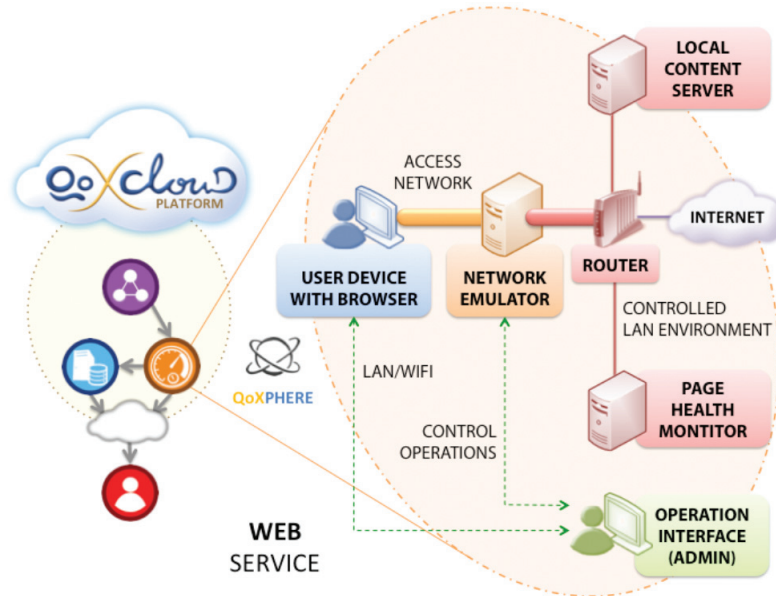 QoXcloud
PLATFORM
QoXPHERE
WEB
SERVICE
ACCESS
NETWORK
USER DEVICE
WITH BROWSER
NETWORK
EMULATOR
LOCAL
CONTENT
SERVER
INTERNET
ROUTER
CONTROLLED
LAN ENVIRONMENT
LAN/WIFI
CONTROL
OPERATIONS
PAGE
HEALTH
MONTITOR
OPERATION
INTERFACE
(ADMIN)